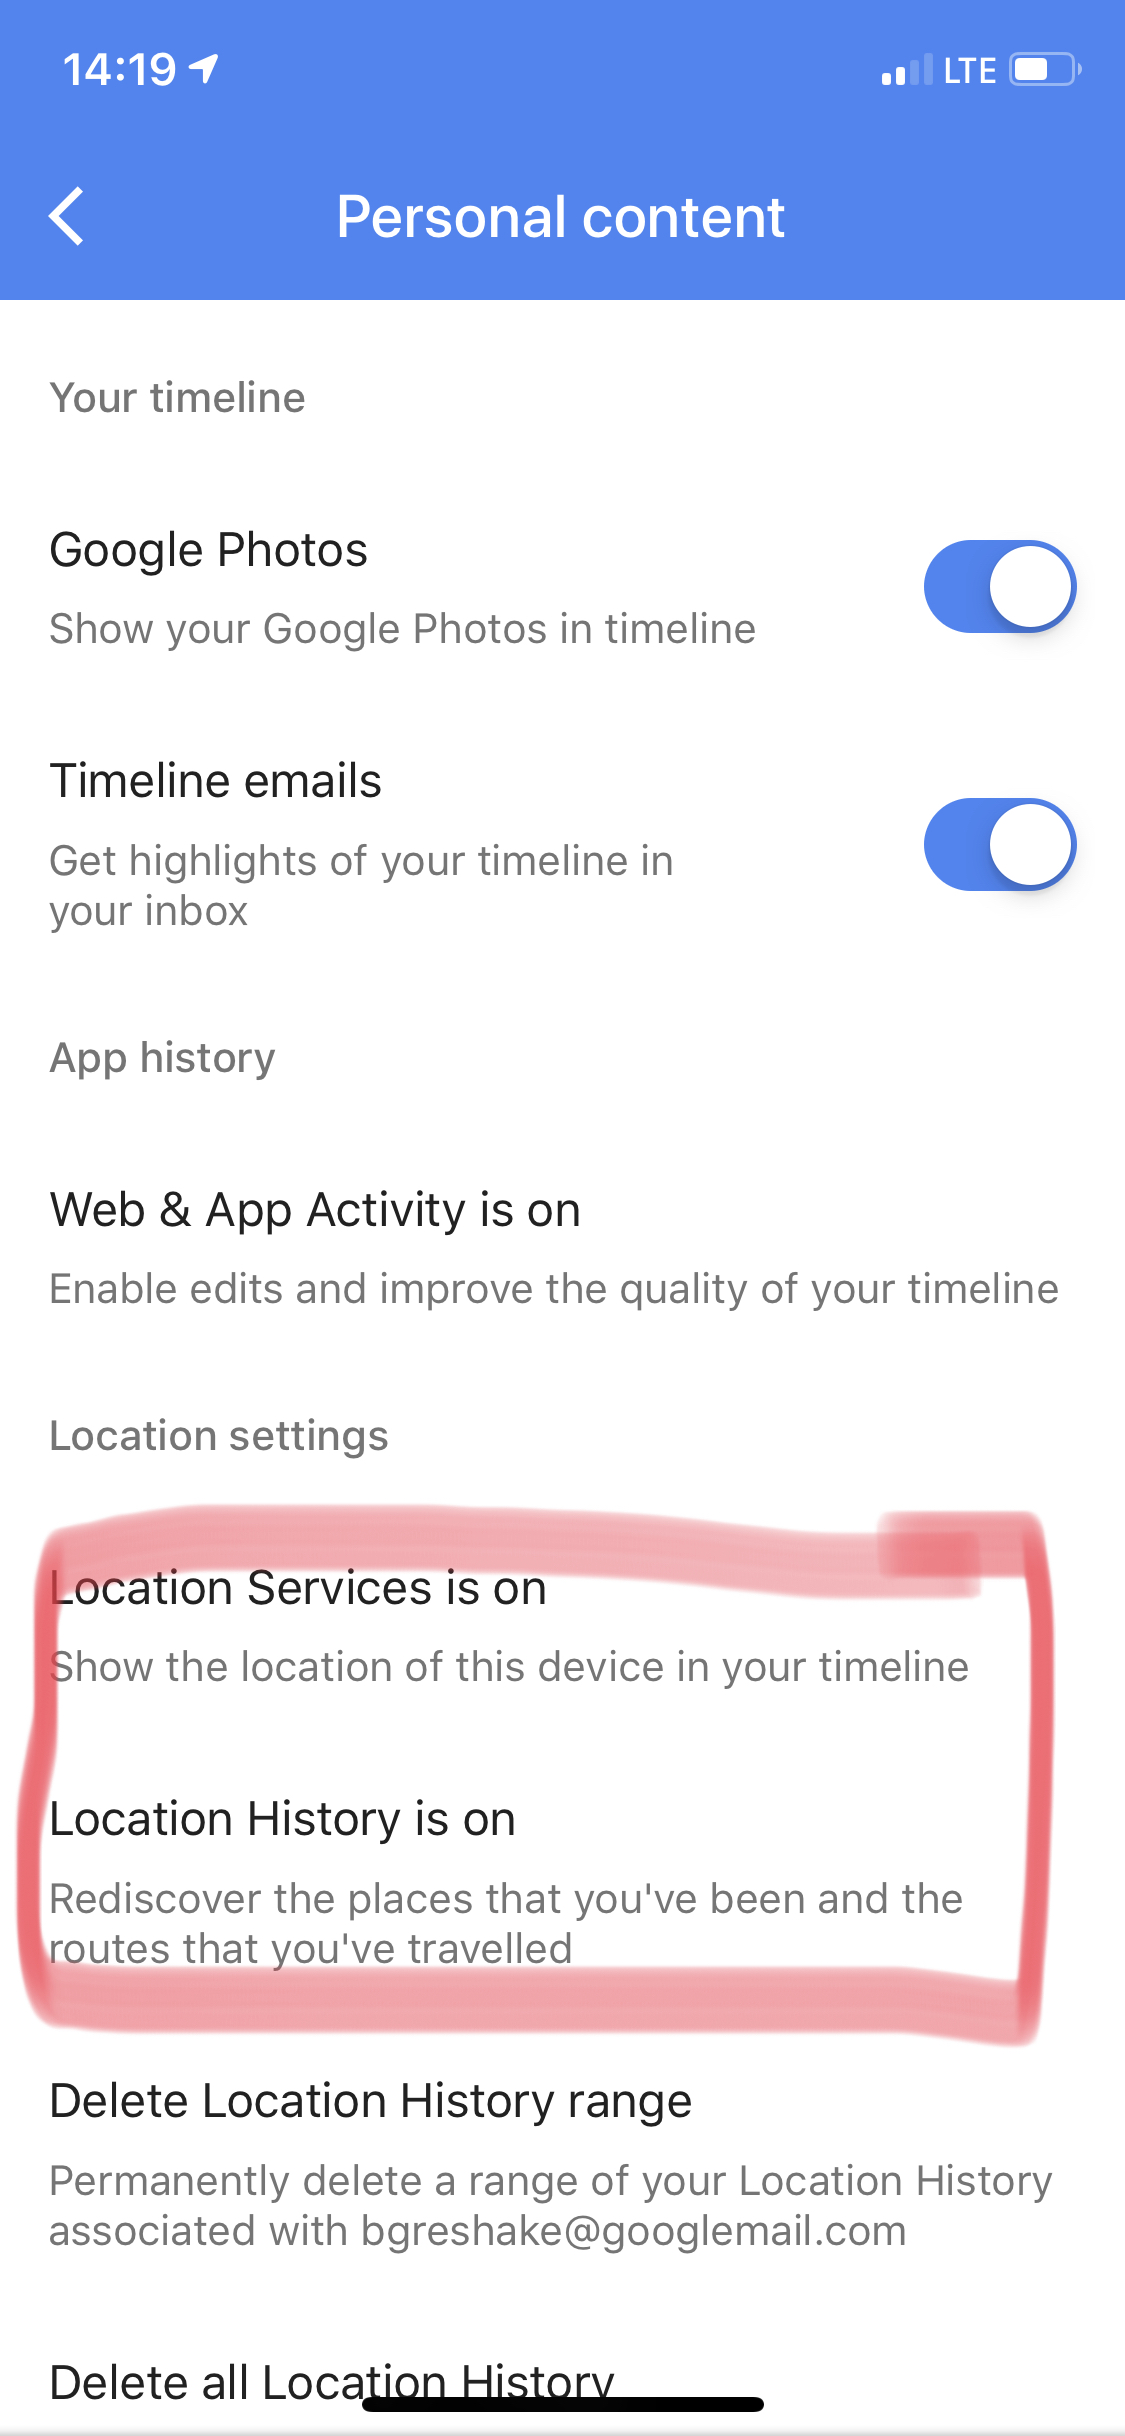 14:19
LTE
Personal content
Your timeline
Google Photos
Show your Google Photos in timeline
Timeline emails
Get highlights of your timeline in
your inbox
App history
Web & App Activity is on
Enable edits and improve the quality of your timeline
Location settings
Location Services is on
Show the location of this device in your timeline
Location History is on
Rediscover the places that you've been and the
routes that you've travelled
Delete Location History range
Permanently delete a range of your Location History
associated with bgreshake@googlemail.com
Delete all Location History